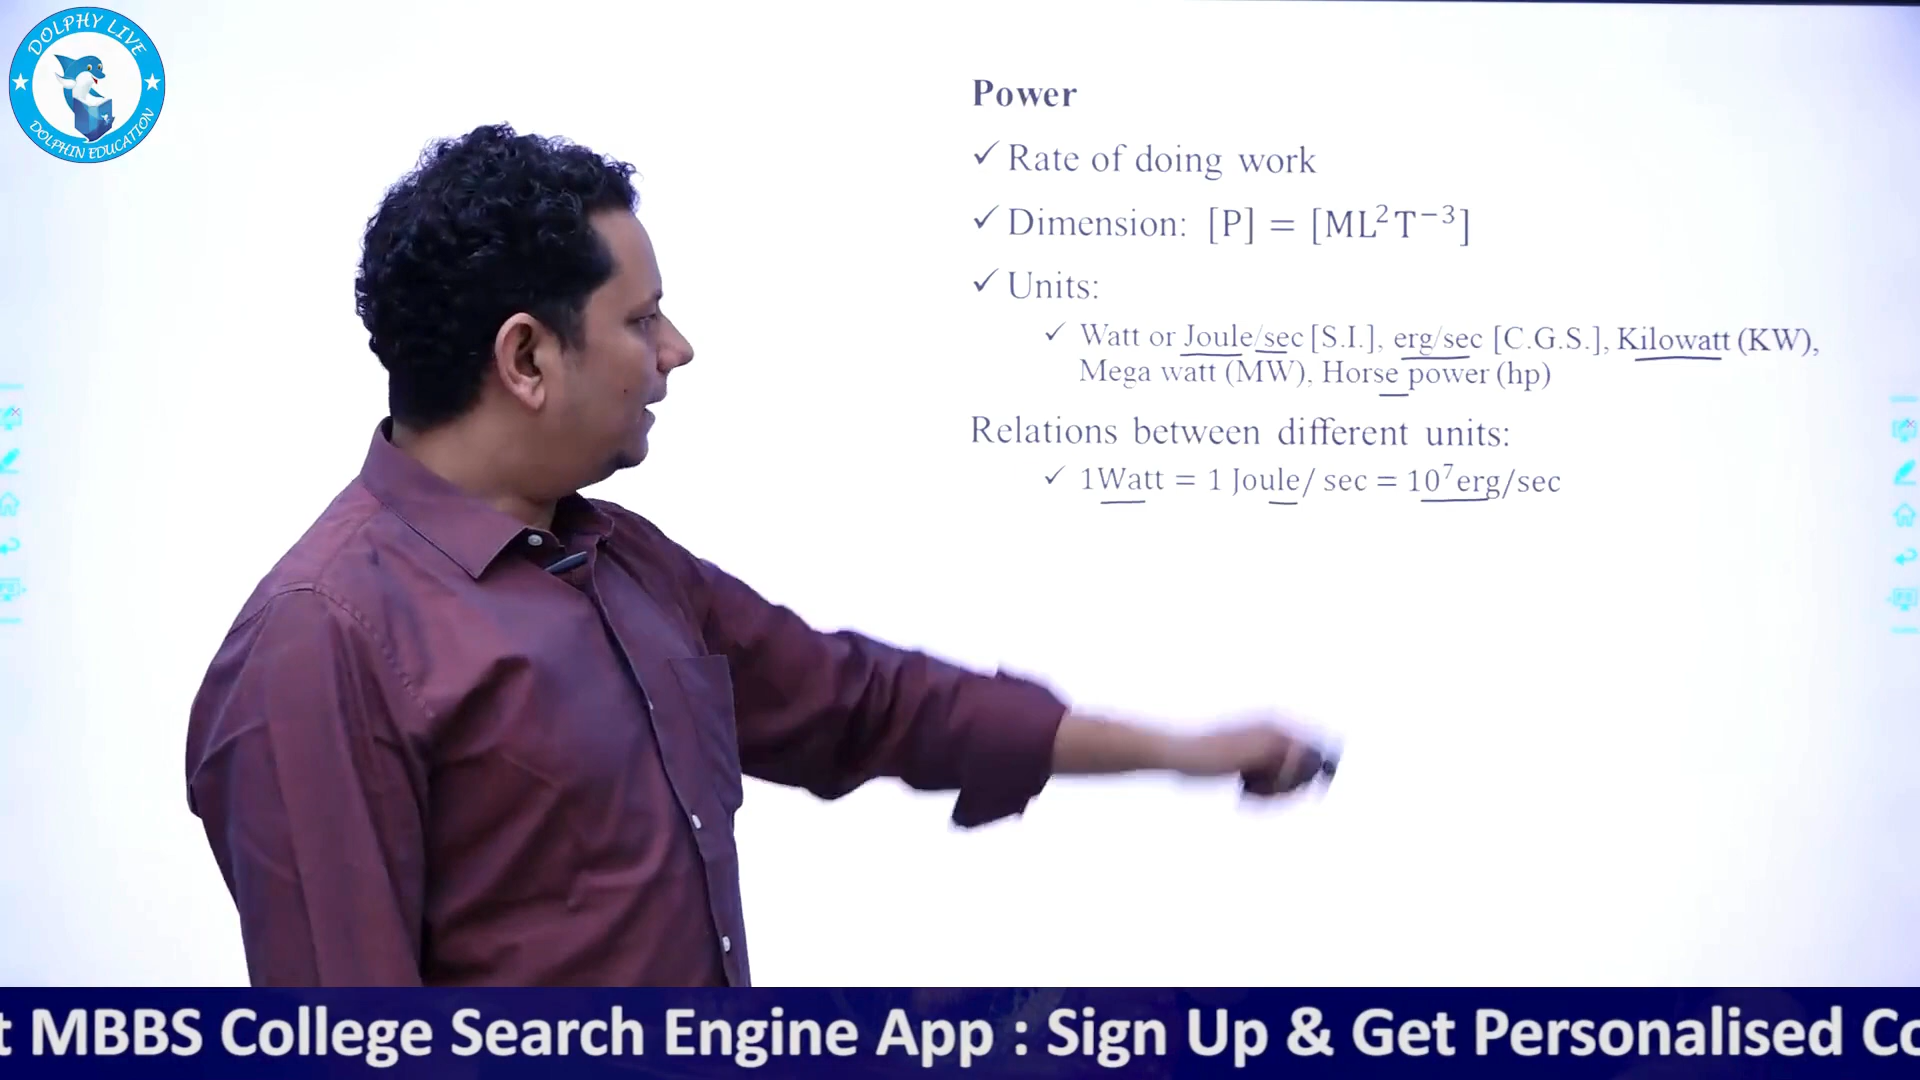 DOLPHY LIVE
DOLPHIN EDUCATION
Power
✓ Rate of doing work
✓ Dimension: [P] = [ML²T⁻³]
✓ Units:
✓ Watt or Joule/sec [S.I.], erg/sec [C.G.S.], Kilowatt (KW),
Mega watt (MW), Horse power (hp)
Relations between different units:
✓ 1Watt = 1 Joule/ sec = 10⁷erg/sec
t MBBS College Search Engine App : Sign Up & Get Personalised Co